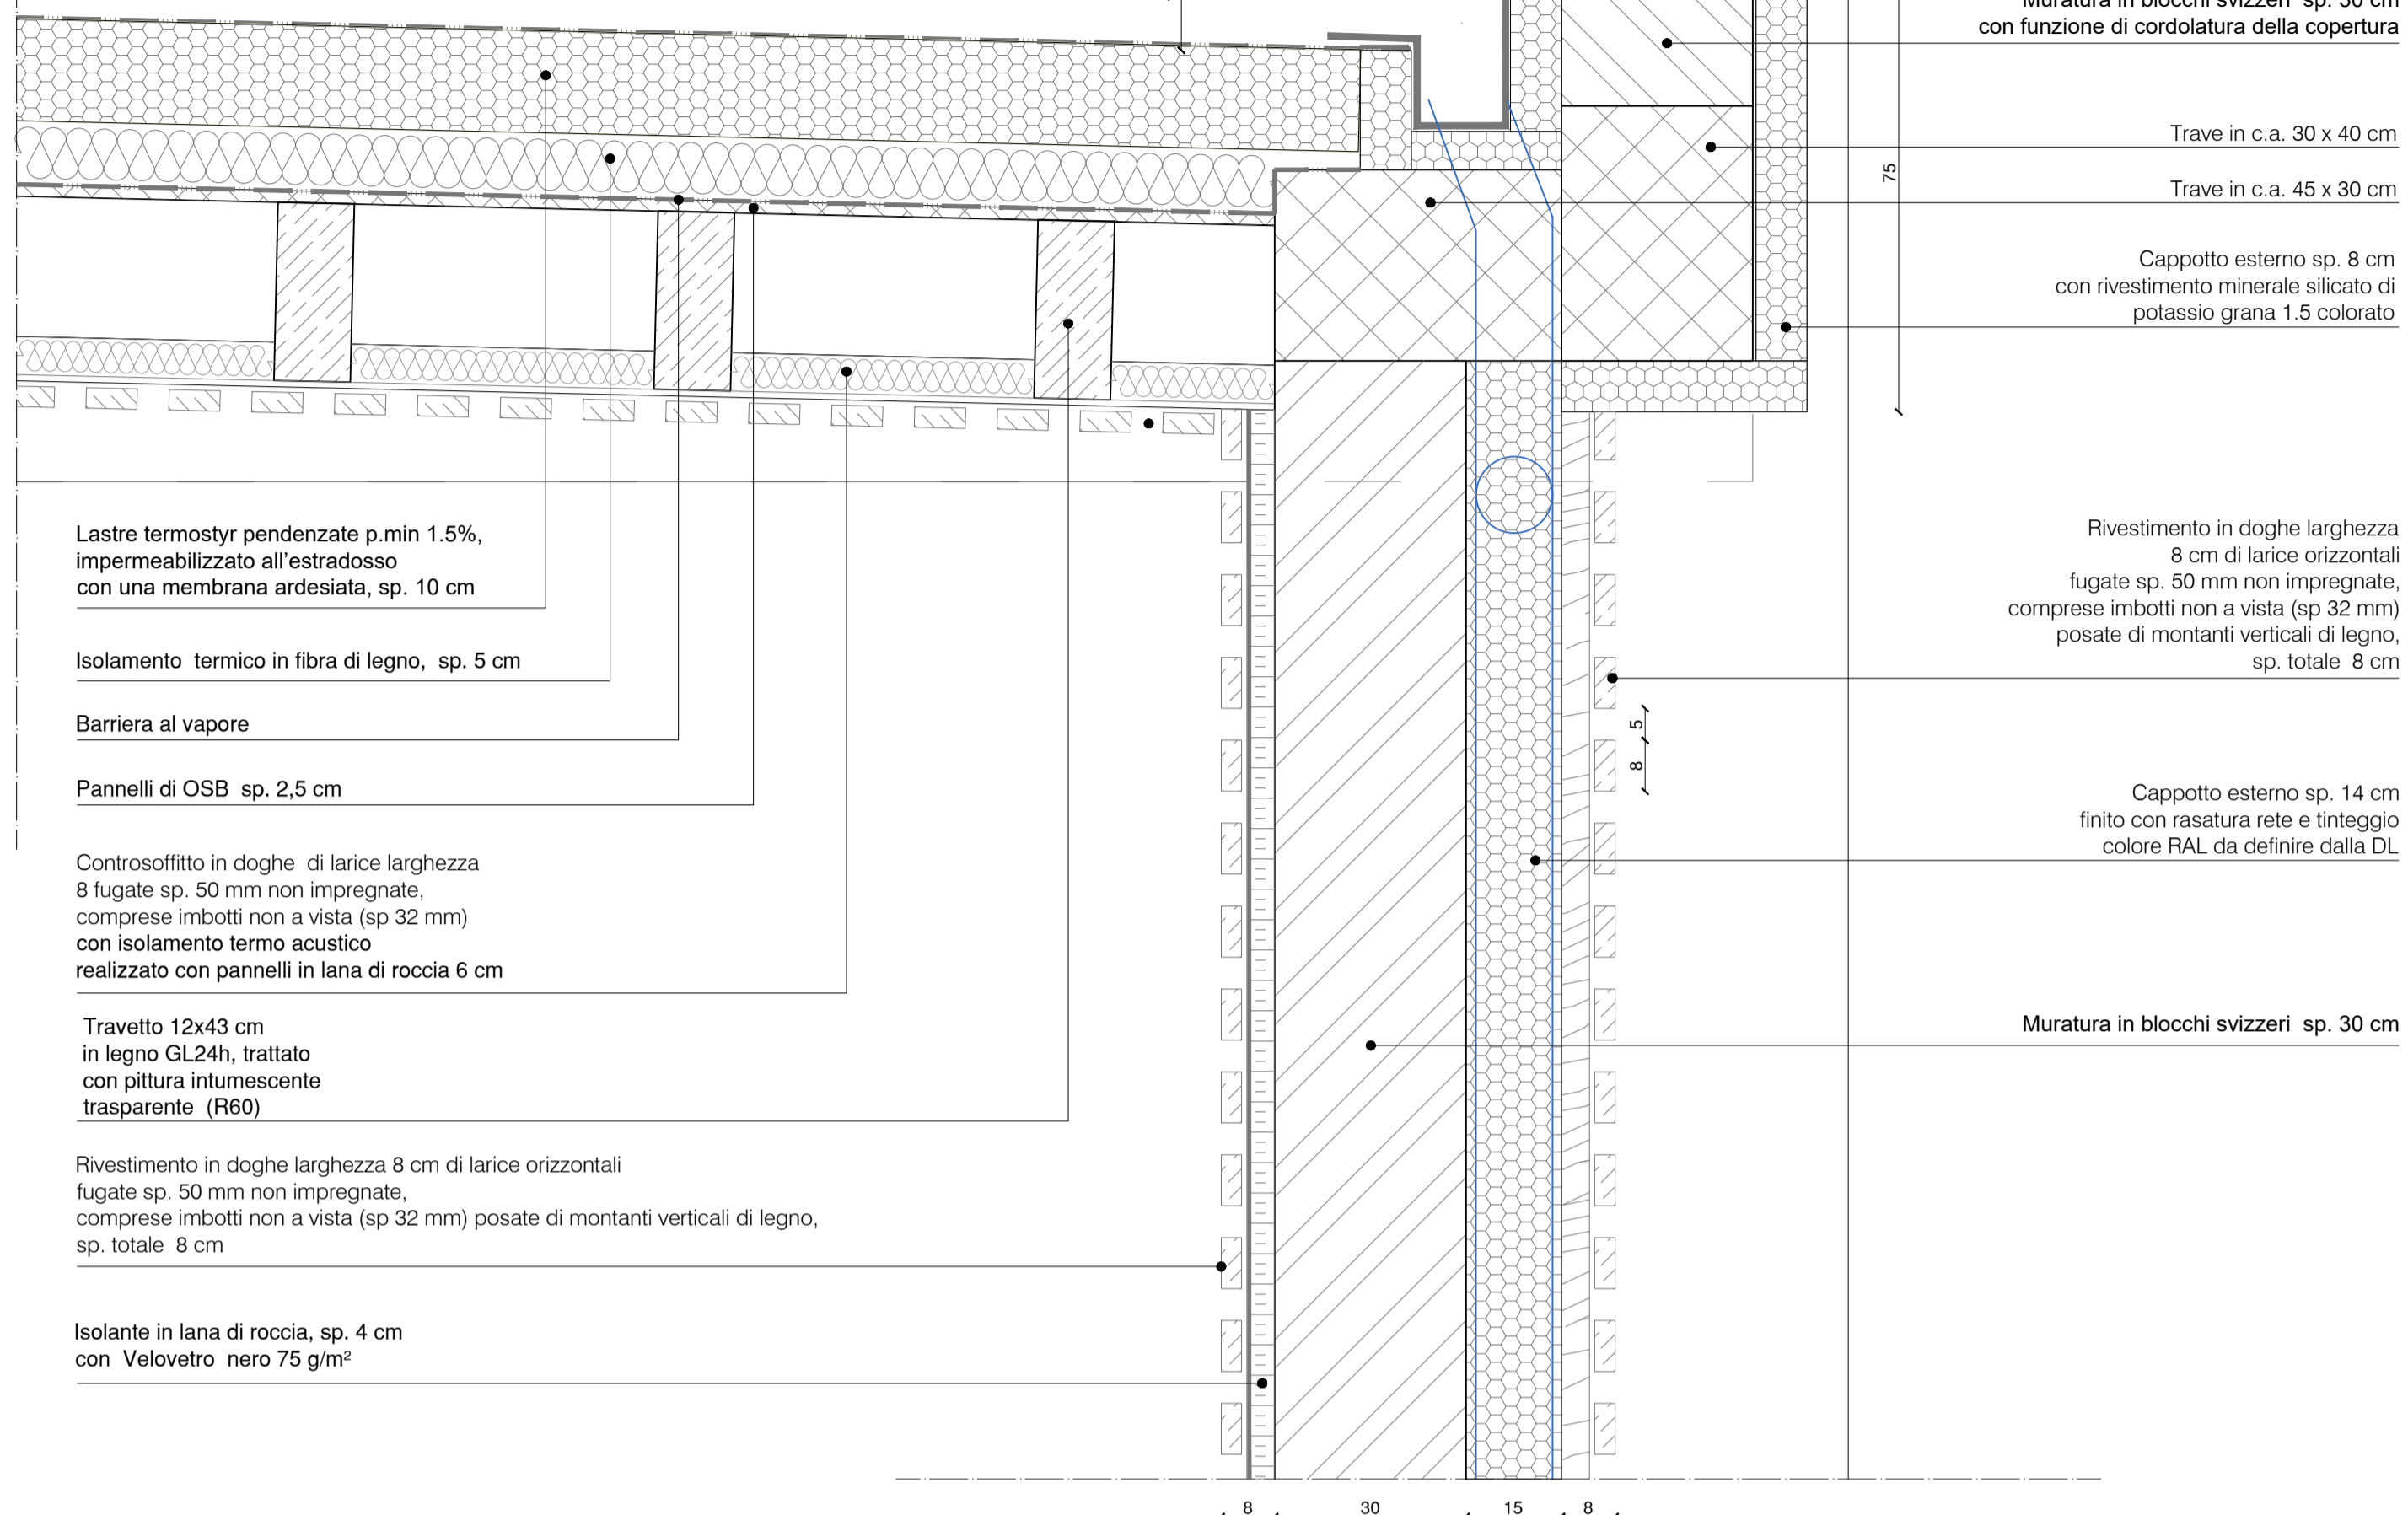 Muratura in blocchi svizzeri sp. 30 cm
con funzione di cordolatura della copertura
Trave in c.a. 30 x 40 cm
Trave in c.a. 45 x 30 cm
75
Cappotto esterno sp. 8 cm
con rivestimento minerale silicato di
potassio grana 1.5 colorato
Lastre termostyr pendenzate p.min 1.5%,
impermeabilizzato all'estradosso
con una membrana ardesiata, sp. 10 cm
Isolamento termico in fibra di legno, sp. 5 cm
Barriera al vapore
Pannelli di OSB sp. 2,5 cm
Controsoffitto in doghe di larice larghezza
8 fugate sp. 50 mm non impregnate,
comprese imbotti non a vista (sp 32 mm)
con isolamento termo acustico
realizzato con pannelli in lana di roccia 6 cm
Travetto 12x43 cm
in legno GL24h, trattato
con pittura intumescente
trasparente (R60)
Rivestimento in doghe larghezza 8 cm di larice orizzontali
fugate sp. 50 mm non impregnate,
comprese imbotti non a vista (sp 32 mm) posate di montanti verticali di legno,
sp. totale 8 cm
Isolante in lana di roccia, sp. 4 cm
con Velovetro nero 75 g/m²
Rivestimento in doghe larghezza
8 cm di larice orizzontali
fugate sp. 50 mm non impregnate,
comprese imbotti non a vista (sp 32 mm)
posate di montanti verticali di legno,
sp. totale 8 cm
5
8
Cappotto esterno sp. 14 cm
finito con rasatura rete e tinteggio
colore RAL da definire dalla DL
Muratura in blocchi svizzeri sp. 30 cm
8 30 15 8